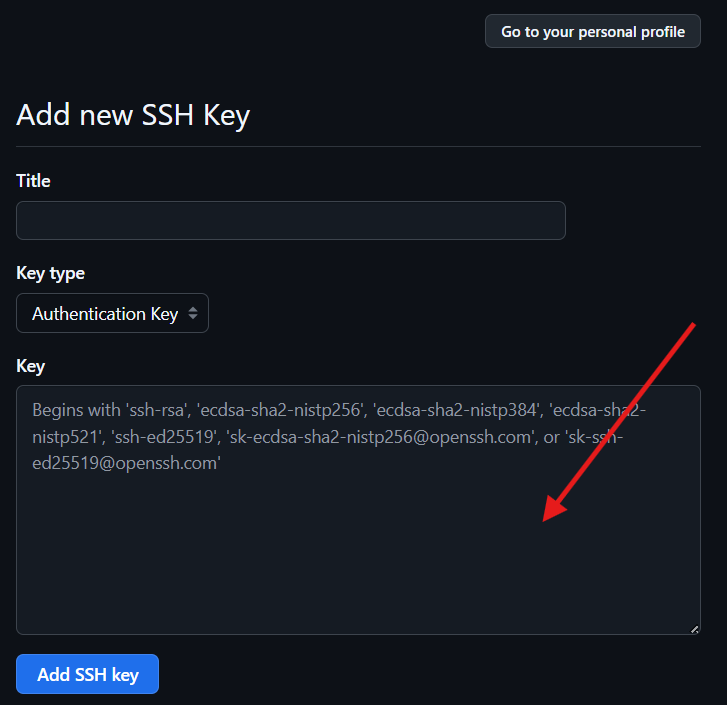 Go to your personal profile
Add new SSH Key
Title
Key type
Authentication Key
Key
Begins with 'ssh-rsa', 'ecdsa-sha2-nistp256', 'ecdsa-sha2-nistp384', 'ecdsa-sha2-
nistp521', 'ssh-ed25519', 'sk-ecdsa-sha2-nistp256@openssh.com', or 'sk-ssh-
ed25519@openssh.com'
Add SSH key